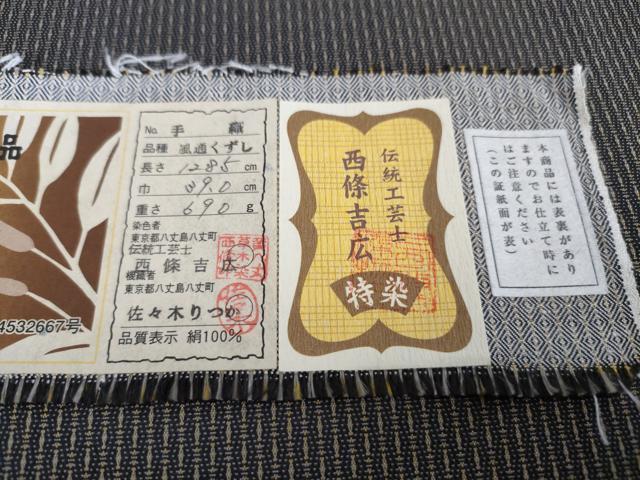 品
4532667号
No. 手織
品種 風通くずし
長さ 1285 cm
巾 39.0 cm
重さ 690 g
染色者
東京都八丈島八丈町
伝統工芸士
西條吉広
機織者
東京都八丈島八丈町
佐々木りつか
品質表示 絹100%
伝統工芸士
西條吉広
特染
本商品には表裏があり
ますのでお仕立て時に
はご注意ください
(この証紙面が表)